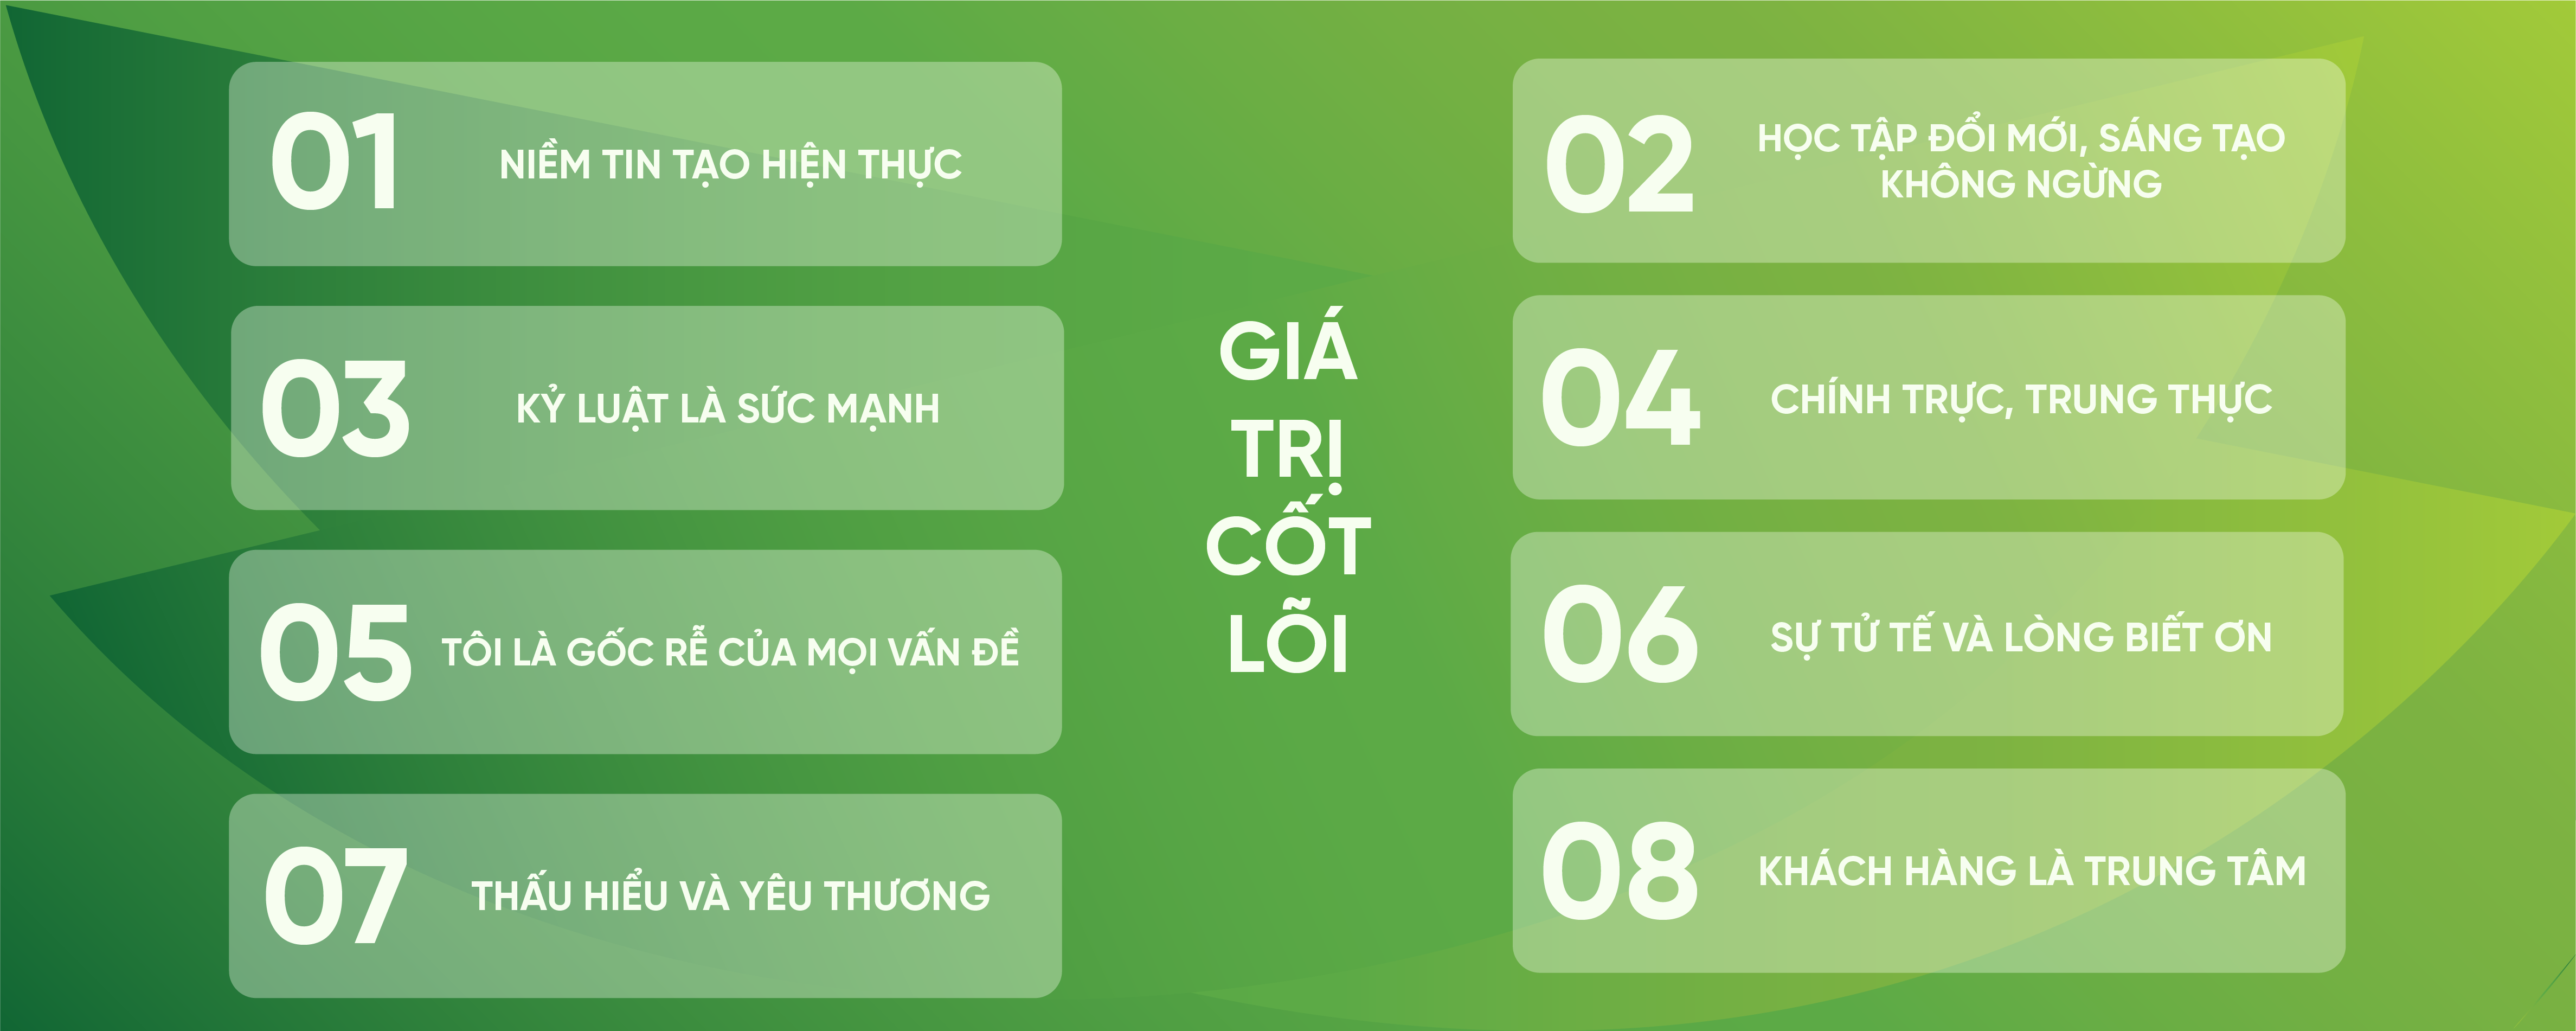 01
NIỀM TIN TẠO HIỆN THỰC
02
HỌC TẬP ĐỔI MỚI, SÁNG TẠO
KHÔNG NGỪNG
GIÁ
TRỊ
CỐT
LÕI
03
KỶ LUẬT LÀ SỨC MẠNH
04
CHÍNH TRỰC, TRUNG THỰC
05
TÔI LÀ GỐC RỄ CỦA MỌI VẤN ĐỀ
06
SỰ TỬ TẾ VÀ LÒNG BIẾT ƠN
07
THẤU HIỂU VÀ YÊU THƯƠNG
08
KHÁCH HÀNG LÀ TRUNG TÂM